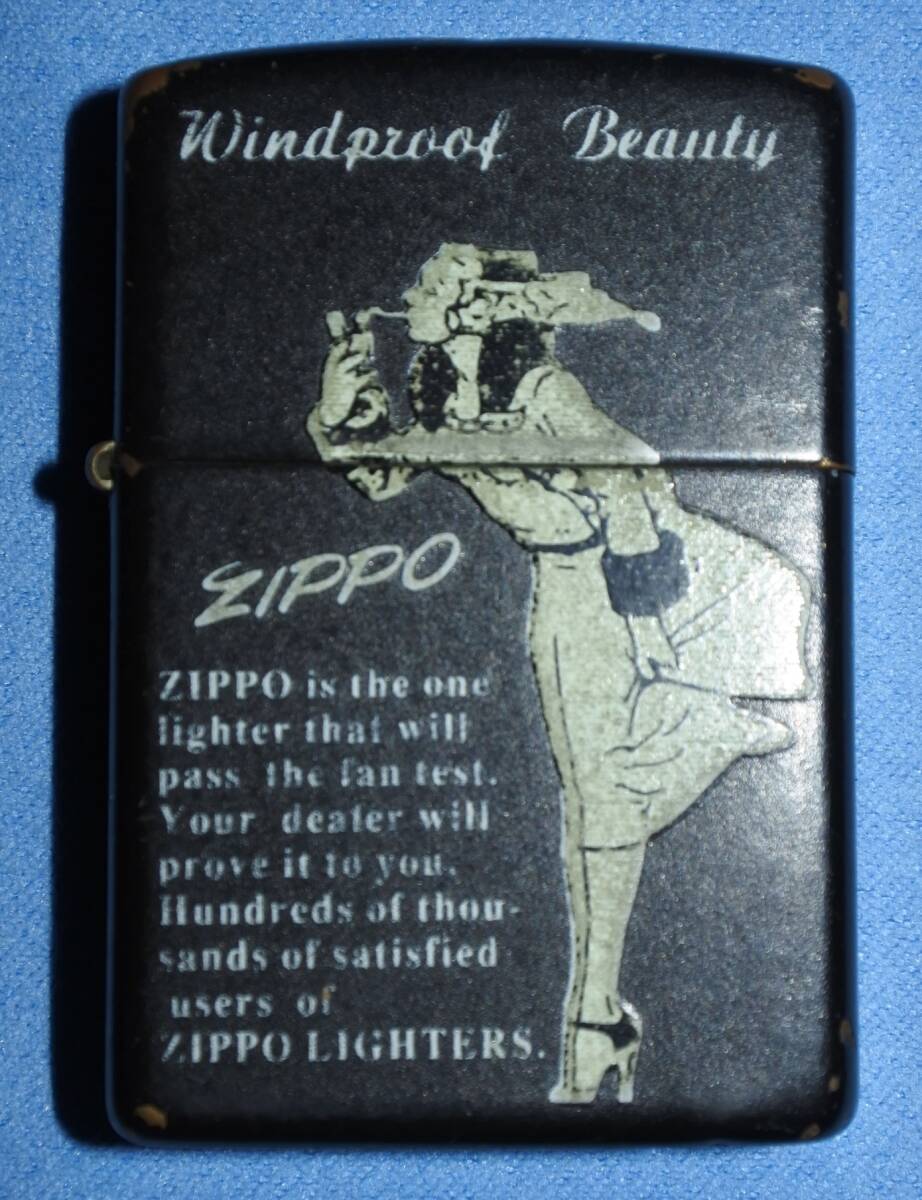 Windproof Beauty
ZIPPO
ZIPPO is the one
lighter that will
pass the fan test.
Your dealer will
prove it to you.
Hundreds of thou-
sands of satisfied
users of
ZIPPO LIGHTERS.